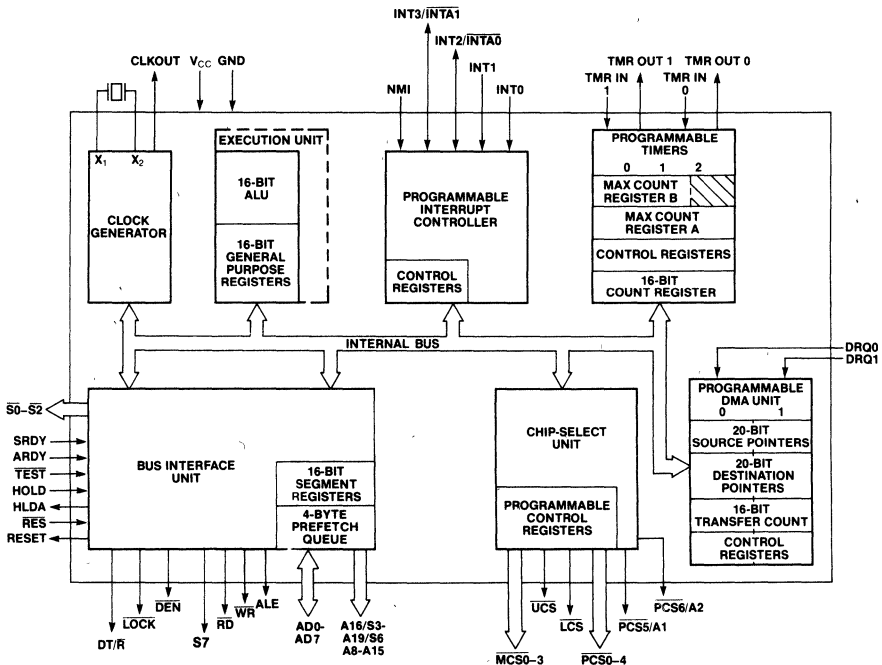 INT3/INTA1
INT2/INTA0
CLKOUT VCC GND
INT1
TMR OUT 1 TMR OUT 0
TMR IN 1
TMR IN 0
NMI
INT0
X1 X2
CLOCK
GENERATOR
EXECUTION UNIT
16-BIT
ALU
16-BIT
GENERAL
PURPOSE
REGISTERS
PROGRAMMABLE
INTERRUPT
CONTROLLER
CONTROL
REGISTERS
PROGRAMMABLE
TIMERS
0 1 2
MAX COUNT
REGISTER B
MAX COUNT
REGISTER A
CONTROL REGISTERS
16-BIT
COUNT REGISTER
INTERNAL BUS
DRQ0
DRQ1
S0-S2
SRDY
ARDY
TEST
HOLD
HLDA
RES
RESET
BUS INTERFACE
UNIT
16-BIT
SEGMENT
REGISTERS
4-BYTE
PREFETCH
QUEUE
CHIP-SELECT
UNIT
PROGRAMMABLE
CONTROL
REGISTERS
PROGRAMMABLE
DMA UNIT
0 1
20-BIT
SOURCE POINTERS
20-BIT
DESTINATION
POINTERS
16-BIT
TRANSFER COUNT
CONTROL
REGISTERS
DT/R
LOCK
DEN
S7
RD
WR
ALE
AD0-
AD7
A16/S3-
A19/S6
A8-A15
MCS0-3
UCS
LCS
PCS0-4
PCS5/A1
PCS6/A2